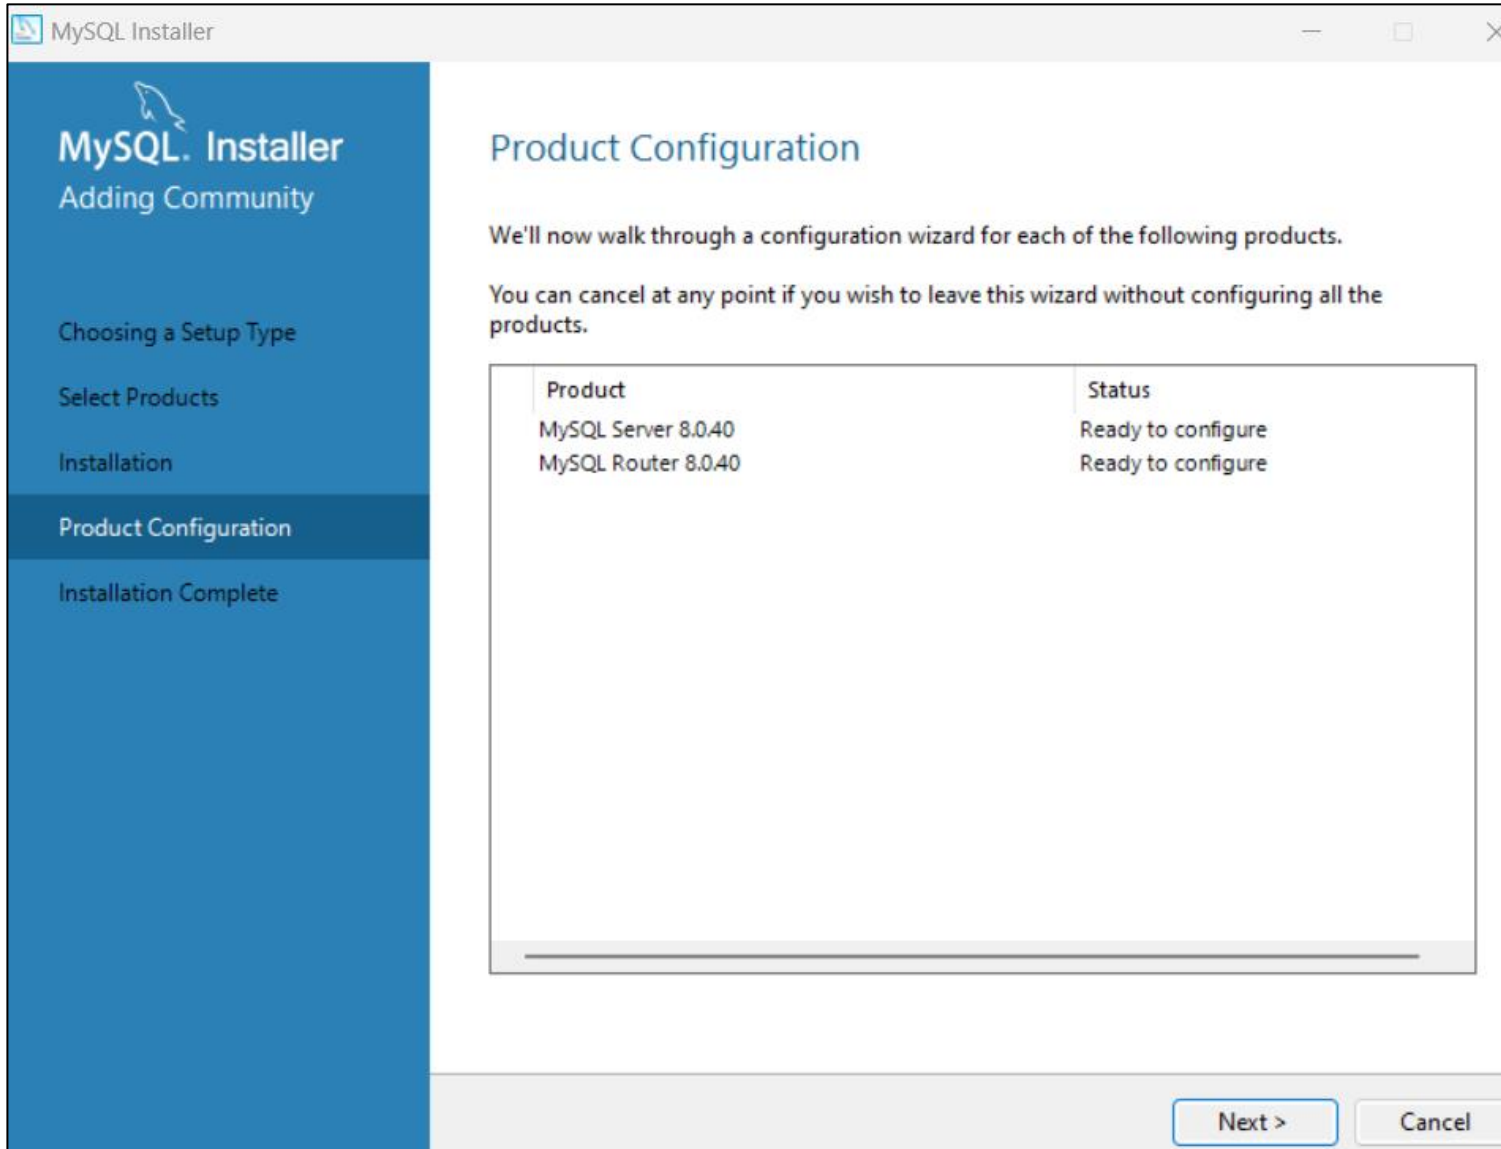 MySQL Installer
MySQL. Installer
Adding Community
Choosing a Setup Type
Select Products
Installation
Product Configuration
Installation Complete
Product Configuration
We'll now walk through a configuration wizard for each of the following products.
You can cancel at any point if you wish to leave this wizard without configuring all the
products.
Product Status
MySQL Server 8.0.40 Ready to configure
MySQL Router 8.0.40 Ready to configure
Next > Cancel